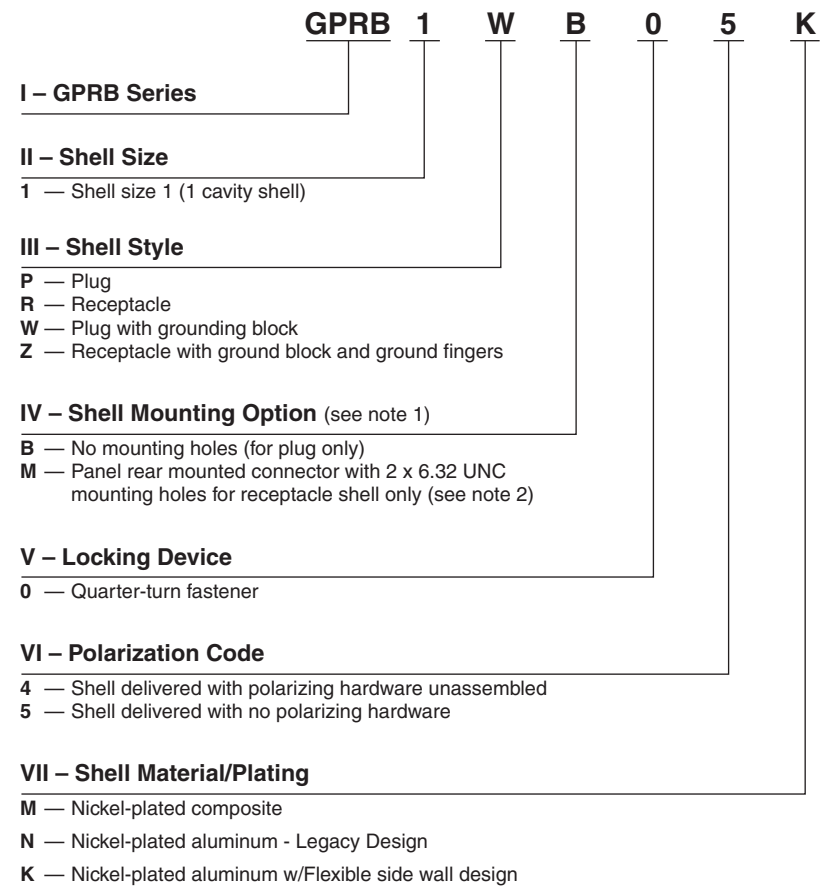 GPRB 1 W B 0 5 K
I – GPRB Series
II – Shell Size
1 — Shell size 1 (1 cavity shell)
III – Shell Style
P — Plug
R — Receptacle
W — Plug with grounding block
Z — Receptacle with ground block and ground fingers
IV – Shell Mounting Option (see note 1)
B — No mounting holes (for plug only)
M — Panel rear mounted connector with 2 x 6.32 UNC
mounting holes for receptacle shell only (see note 2)
V – Locking Device
0 — Quarter-turn fastener
VI – Polarization Code
4 — Shell delivered with polarizing hardware unassembled
5 — Shell delivered with no polarizing hardware
VII – Shell Material/Plating
M — Nickel-plated composite
N — Nickel-plated aluminum - Legacy Design
K — Nickel-plated aluminum w/Flexible side wall design